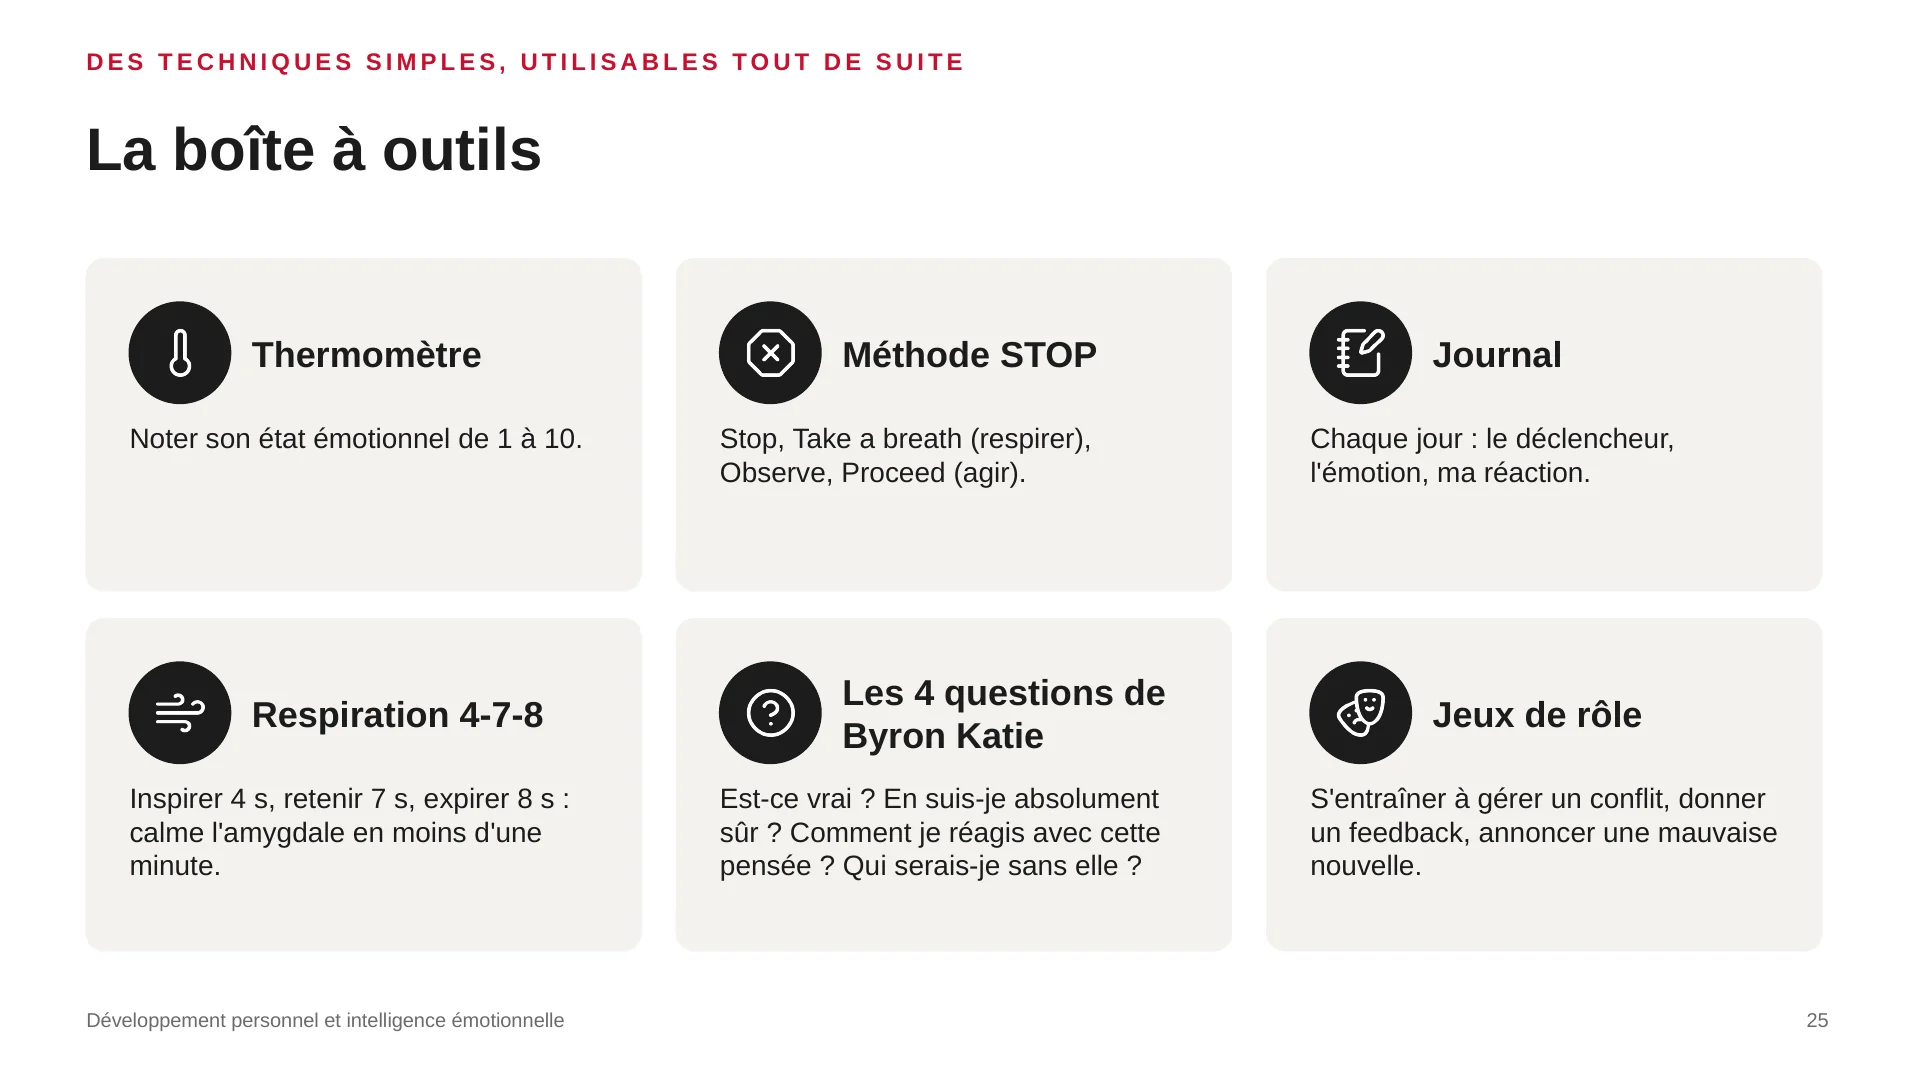 DES TECHNIQUES SIMPLES, UTILISABLES TOUT DE SUITE
La boîte à outils
Thermomètre
Noter son état émotionnel de 1 à 10.
Méthode STOP
Stop, Take a breath (respirer),
Observe, Proceed (agir).
Journal
Chaque jour : le déclencheur,
l'émotion, ma réaction.
Respiration 4-7-8
Inspirer 4 s, retenir 7 s, expirer 8 s :
calme l'amygdale en moins d'une
minute.
Les 4 questions de
Byron Katie
Est-ce vrai ? En suis-je absolument
sûr ? Comment je réagis avec cette
pensée ? Qui serais-je sans elle ?
Jeux de rôle
S'entraîner à gérer un conflit, donner
un feedback, annoncer une mauvaise
nouvelle.
Développement personnel et intelligence émotionnelle
25